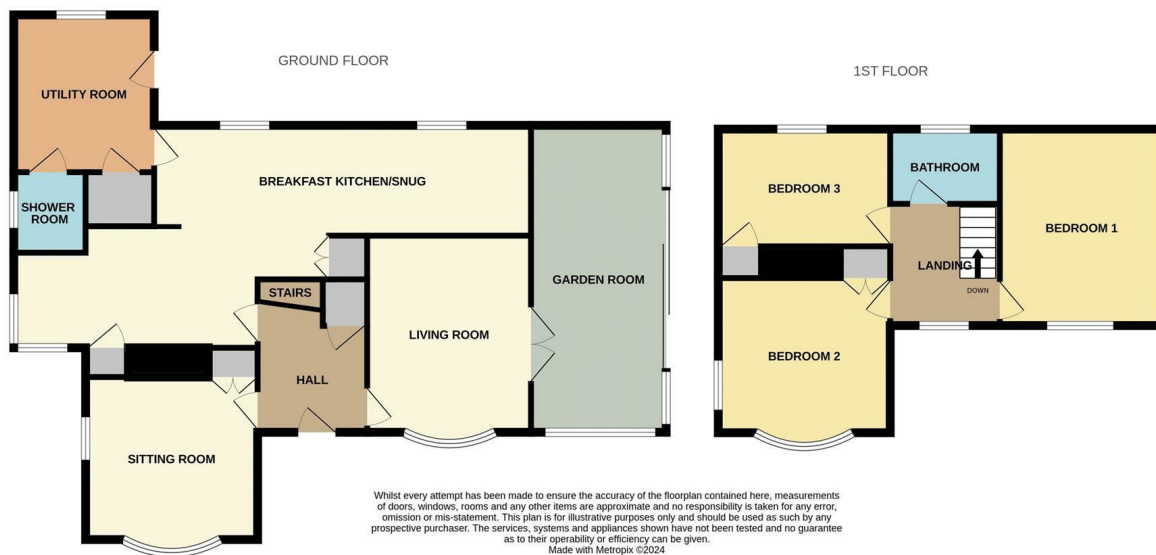 GROUND FLOOR
1ST FLOOR
UTILITY ROOM
SHOWER
ROOM
BREAKFAST KITCHEN/SNUG
STAIRS
HALL
LIVING ROOM
GARDEN ROOM
SITTING ROOM
BEDROOM 3
BATHROOM
BEDROOM 1
LANDING
DOWN
BEDROOM 2
Whilst every attempt has been made to ensure the accuracy of the floorplan contained here, measurements
of doors, windows, rooms and any other items are approximate and no responsibility is taken for any error,
omission or mis-statement. This plan is for illustrative purposes only and should be used as such by any
prospective purchaser. The services, systems and appliances shown have not been tested and no guarantee
as to their operability or efficiency can be given.
Made with Metropix ©2024